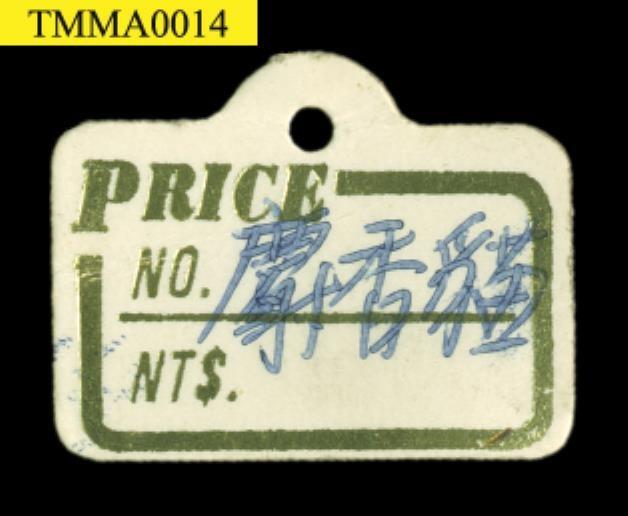 TMMA0014
PRICE
NO. 麝香貓
NT$.